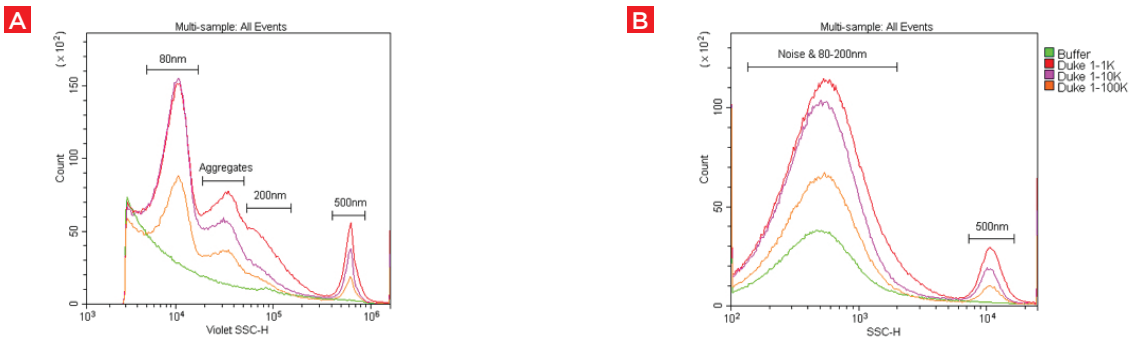 A
Multi-sample: All Events
(× 10²)
150
100
50
0
Count
80nm
Aggregates
200nm
500nm
10³
10⁴
10⁵
10⁶
Violet SSC-H
B
Multi-sample: All Events
(× 10²)
100
50
0
Count
Noise & 80-200nm
500nm
10²
10³
10⁴
SSC-H
Buffer
Duke 1-1K
Duke 1-10K
Duke 1-100K